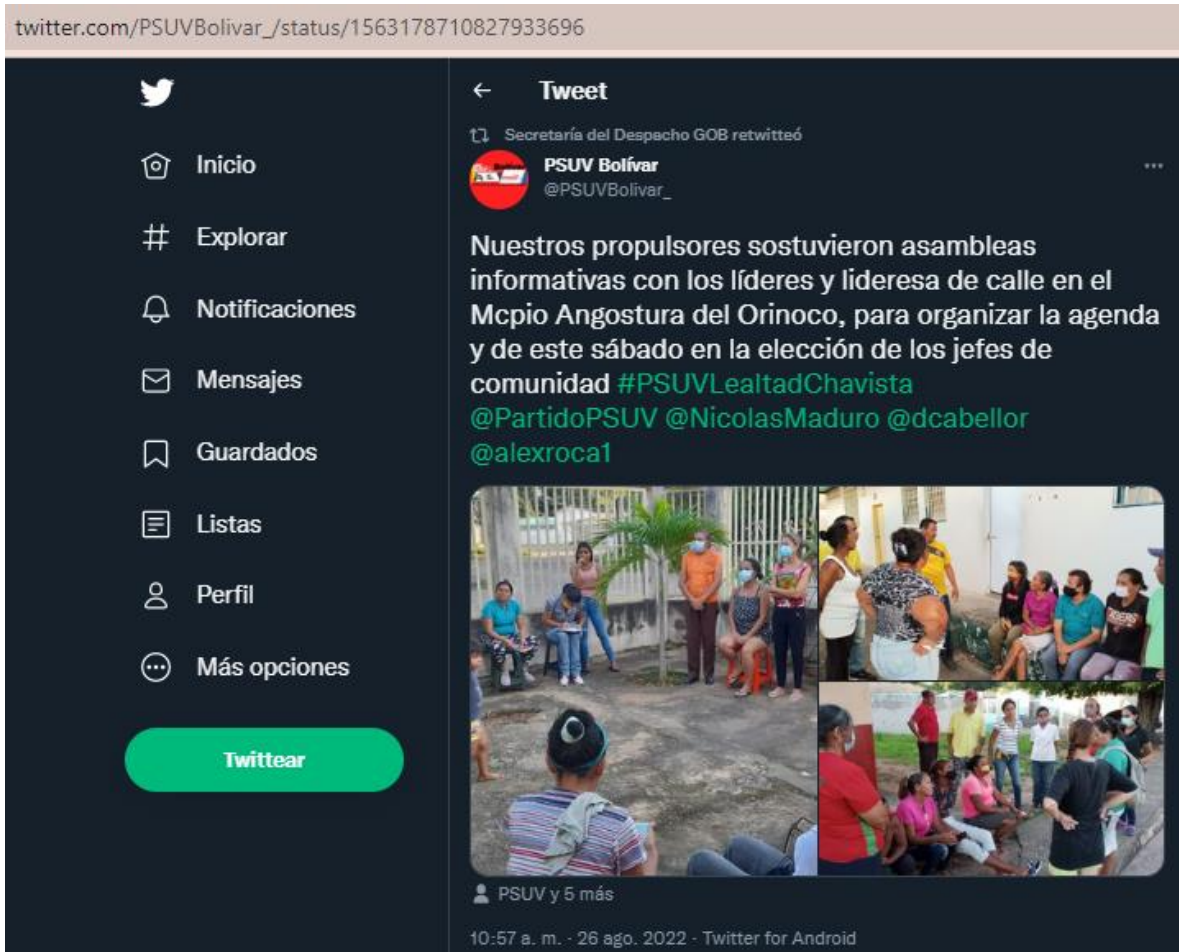 twitter.com/PSUVBolivar_/status/1563178710827933696
Inicio
Explorar
Notificaciones
Mensajes
Guardados
Listas
Perfil
Más opciones
Twittear
Tweet
Secretaría del Despacho GOB retwitteó
PSUV Bolívar
@PSUVBolivar_
Nuestros propulsores sostuvieron asambleas
informativas con los líderes y lideresa de calle en el
Mcpio Angostura del Orinoco, para organizar la agenda
y de este sábado en la elección de los jefes de
comunidad #PSUVLealtadChavista
@PartidoPSUV @NicolasMaduro @dcabellor
@alexroca1
PSUV y 5 más
10:57 a. m. · 26 ago. 2022 · Twitter for Android